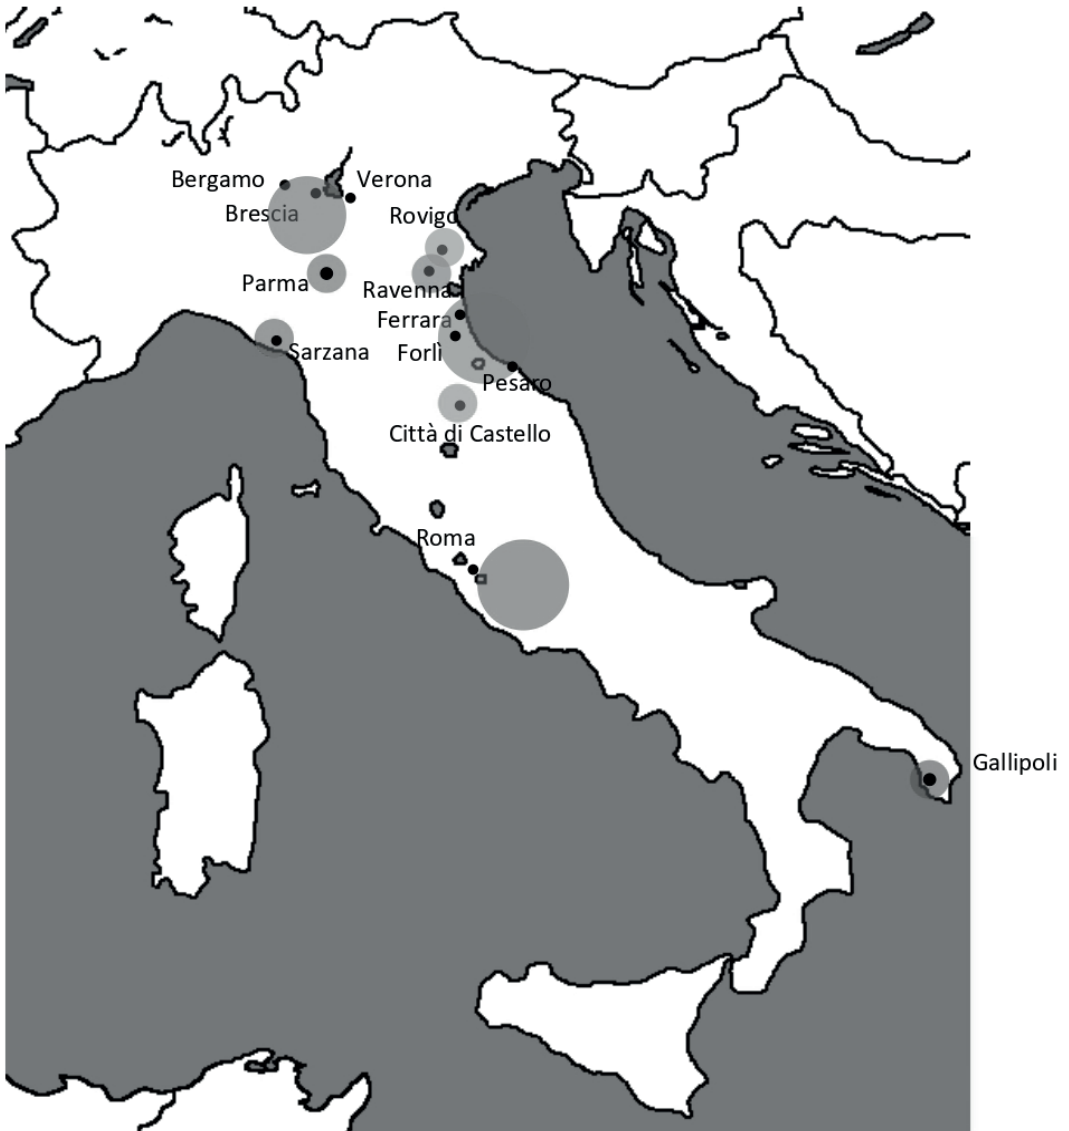 Bergamo
Verona
Brescia
Rovigo
Parma
Ravenna
Ferrara
Sarzana
Forlì
Pesaro
Città di Castello
Roma
Gallipoli